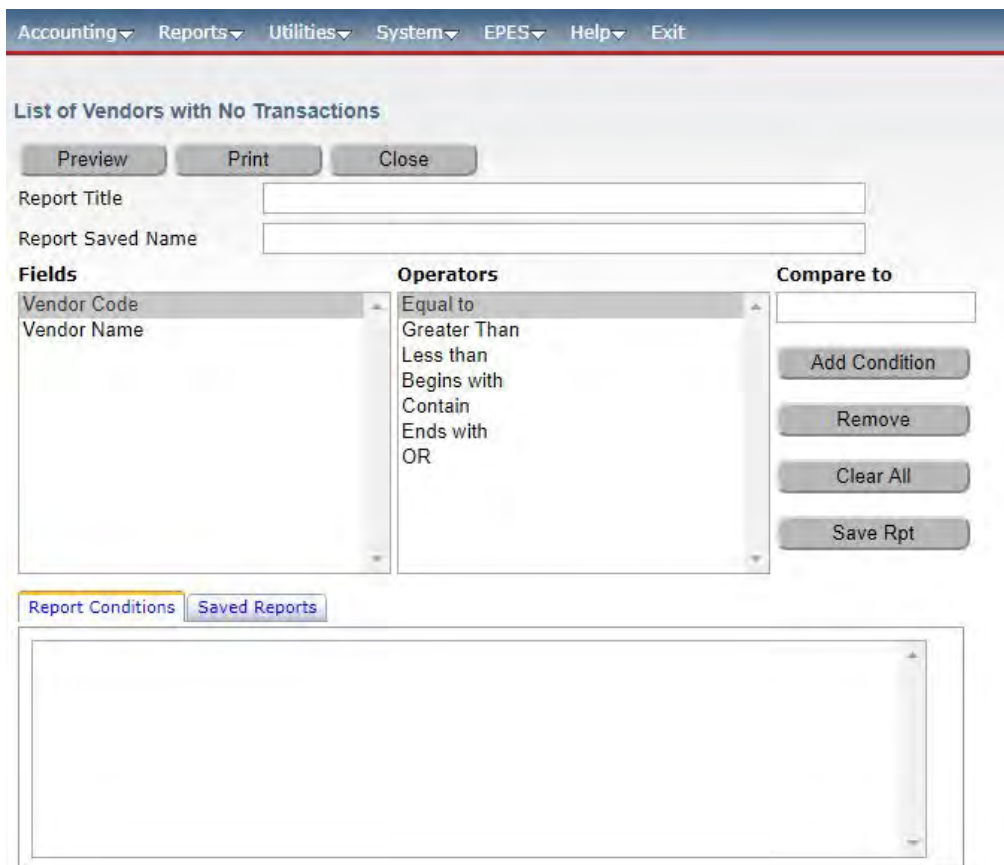 Accounting Reports Utilities System EPES Help Exit
List of Vendors with No Transactions
Preview Print Close
Report Title
Report Saved Name
Fields Operators Compare to
Vendor Code
Vendor Name
Equal to
Greater Than
Less than
Begins with
Contain
Ends with
OR
Add Condition
Remove
Clear All
Save Rpt
Report Conditions Saved Reports